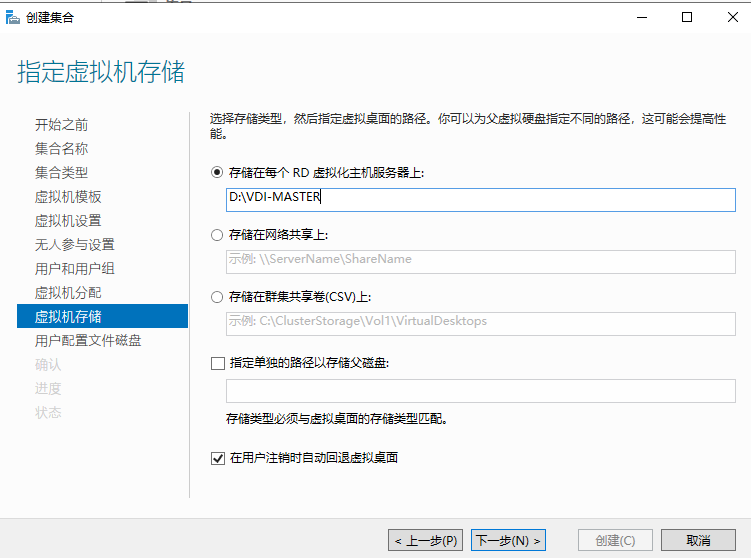 创建集合
指定虚拟机存储
开始之前
集合名称
集合类型
虚拟机模板
虚拟机设置
无人参与设置
用户和用户组
虚拟机分配
虚拟机存储
用户配置文件磁盘
确认
进度
状态
选择存储类型，然后指定虚拟桌面的路径。你可以为父虚拟硬盘指定不同的路径，这可能会提高性
能。
存储在每个 RD 虚拟化主机服务器上:
D:\VDI-MASTER
存储在网络共享上:
示例: \\ServerName\ShareName
存储在群集共享卷(CSV)上:
示例: C:\ClusterStorage\Vol1\VirtualDesktops
指定单独的路径以存储父磁盘:
存储类型必须与虚拟桌面的存储类型匹配。
在用户注销时自动回退虚拟桌面
< 上一步(P)
下一步(N) >
创建(C)
取消